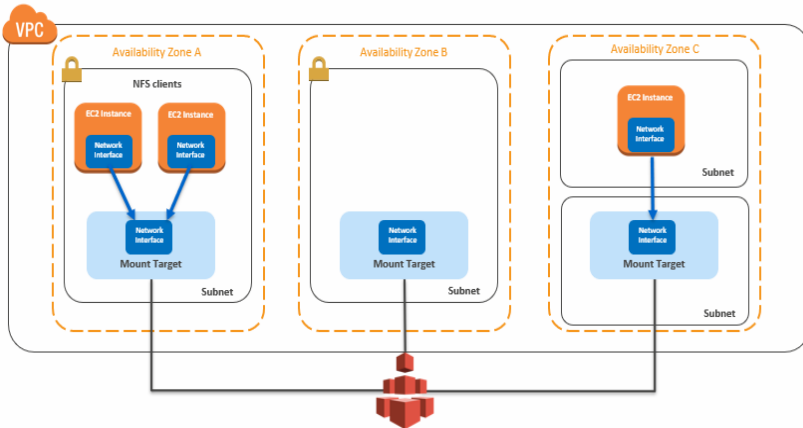 VPC
Availability Zone A
Availability Zone B
Availability Zone C
NFS clients
EC2 Instance
EC2 Instance
Network
Interface
Network
Interface
Network
Interface
Mount Target
Subnet
Network
Interface
Mount Target
Subnet
EC2 Instance
Network
Interface
Subnet
Network
Interface
Mount Target
Subnet